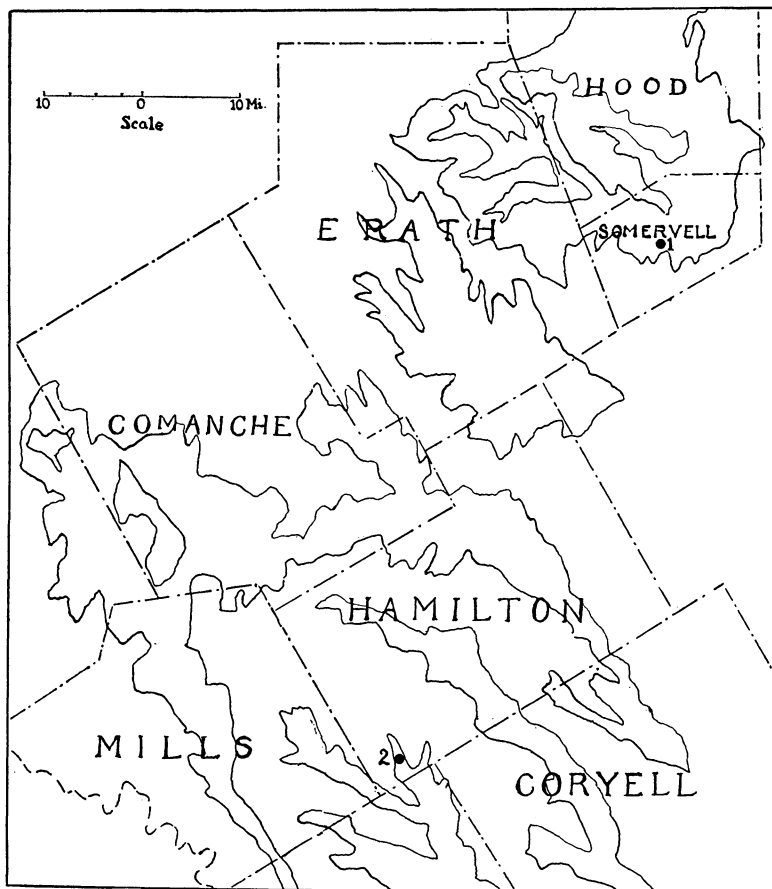 HOOD
10 0 10 Mi.
Scale
ERATH
SOMERVELL
1
COMANCHE
HAMILTON
MILLS
2
CORYELL